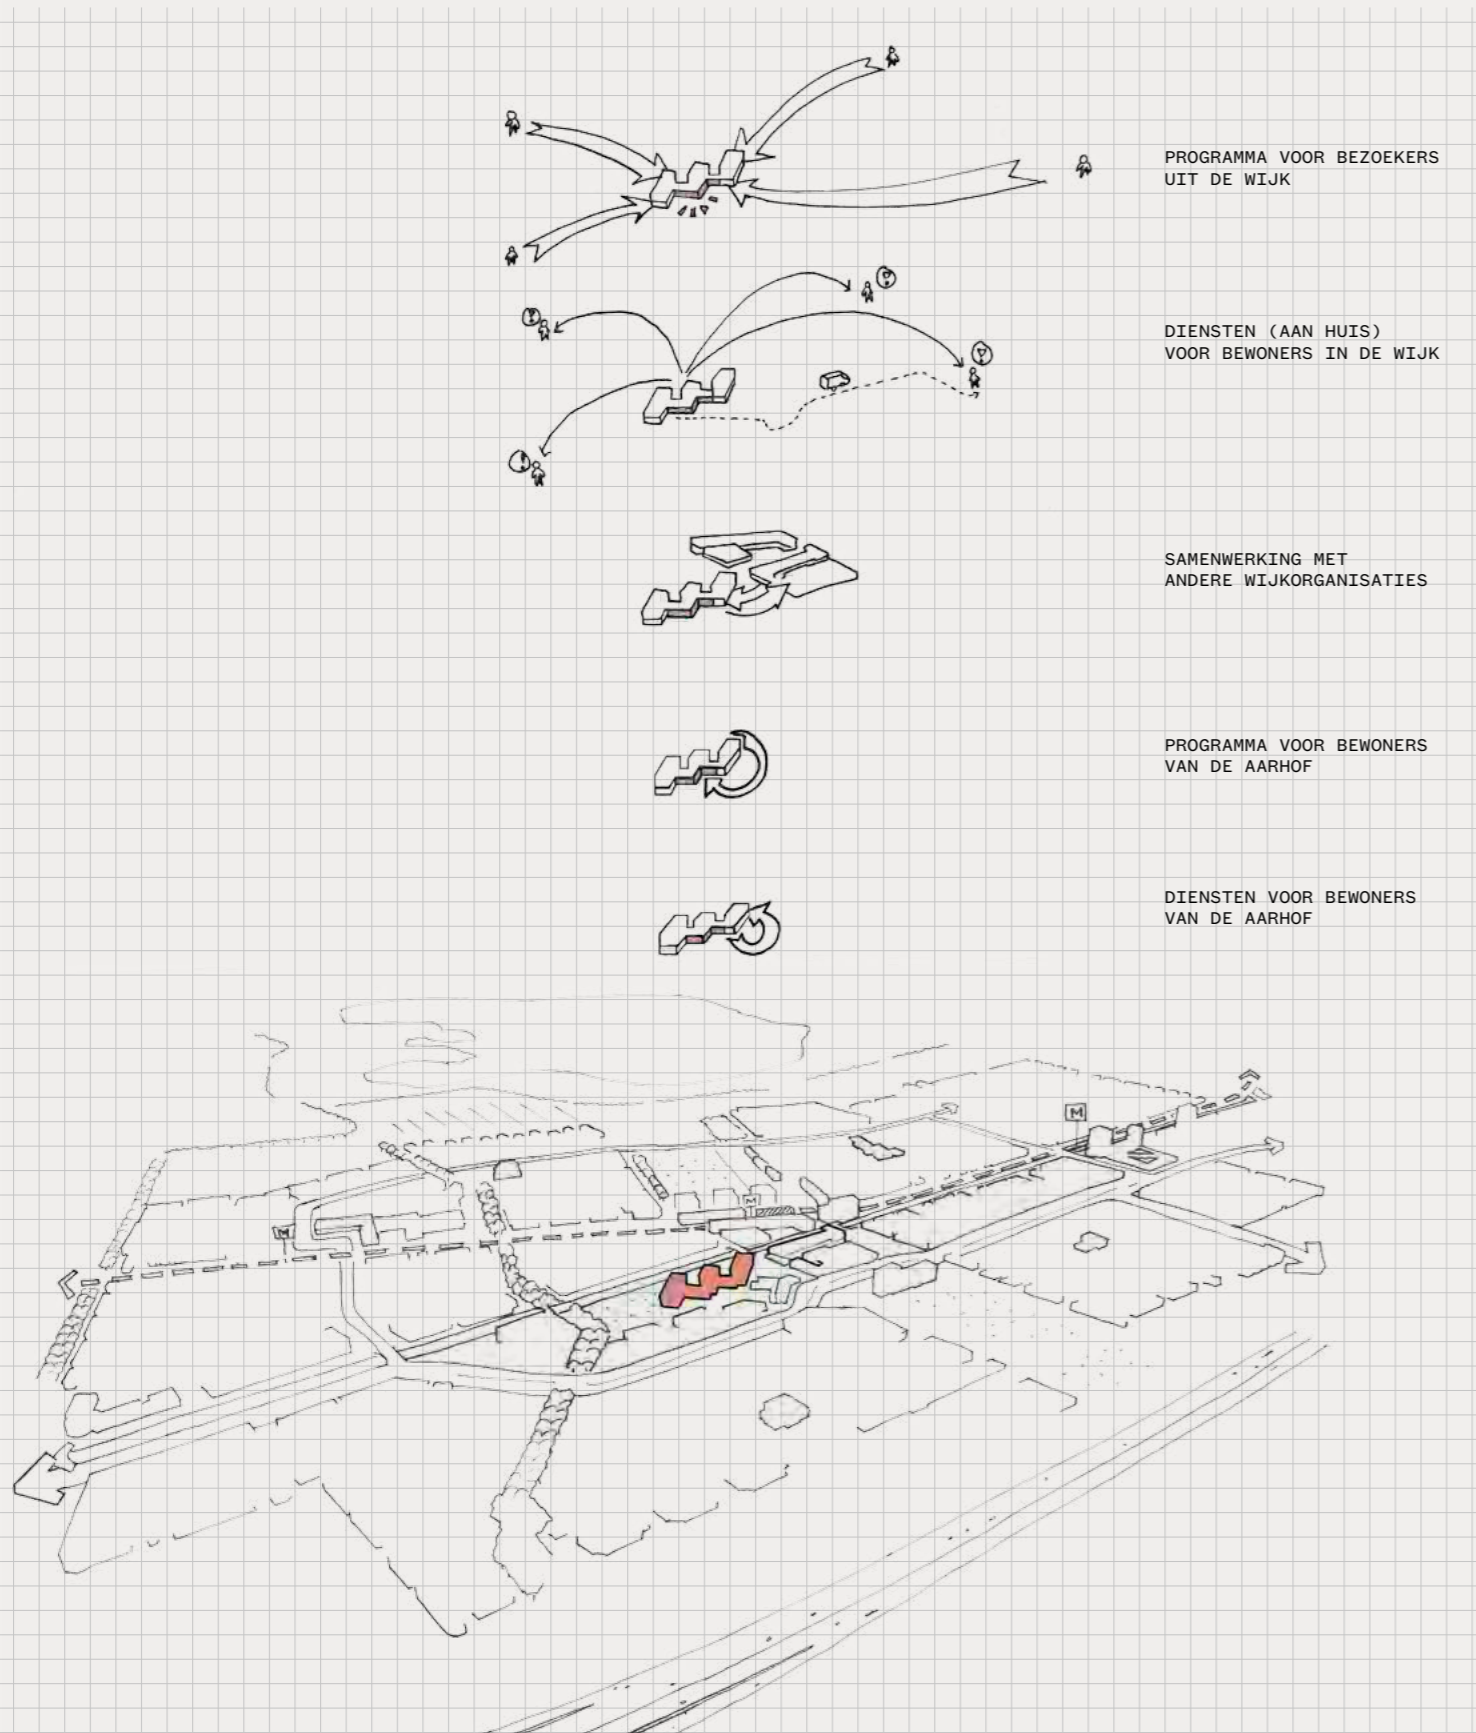 PROGRAMMA VOOR BEZOEKERS
UIT DE WIJK
DIENSTEN (AAN HUIS)
VOOR BEWONERS IN DE WIJK
SAMENWERKING MET
ANDERE WIJKORGANISATIES
PROGRAMMA VOOR BEWONERS
VAN DE AARHOF
DIENSTEN VOOR BEWONERS
VAN DE AARHOF
M
M
M